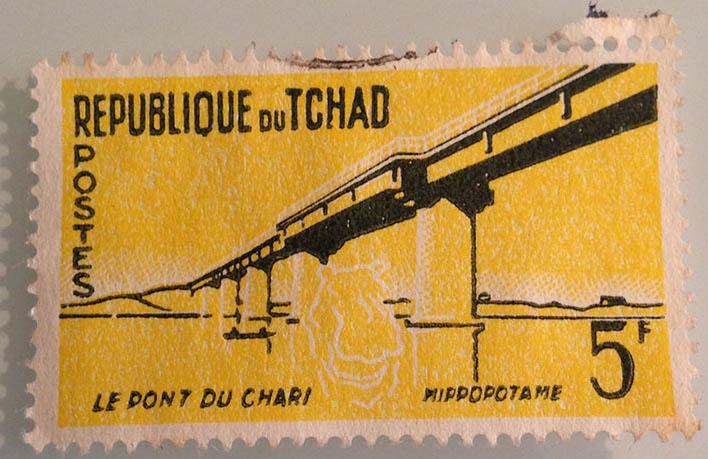 REPUBLIQUE DU TCHAD
POSTES
5F
LE PONT DU CHARI
HIPPOPOTAME